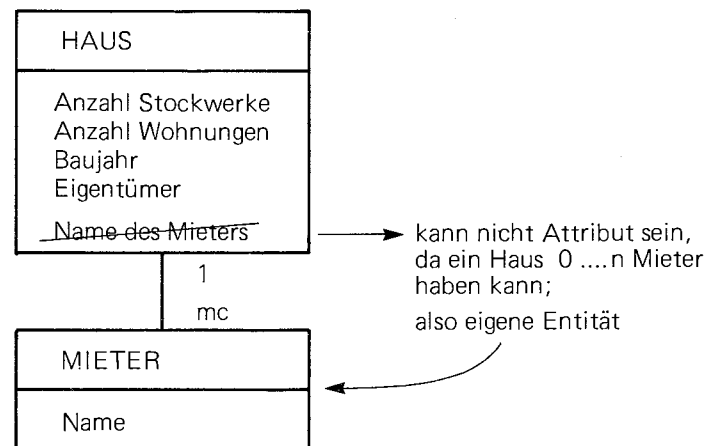 HAUS
Anzahl Stockwerke
Anzahl Wohnungen
Baujahr
Eigentümer
Name des Mieters
kann nicht Attribut sein,
da ein Haus 0 ....n Mieter
haben kann;
also eigene Entität
1
mc
MIETER
Name